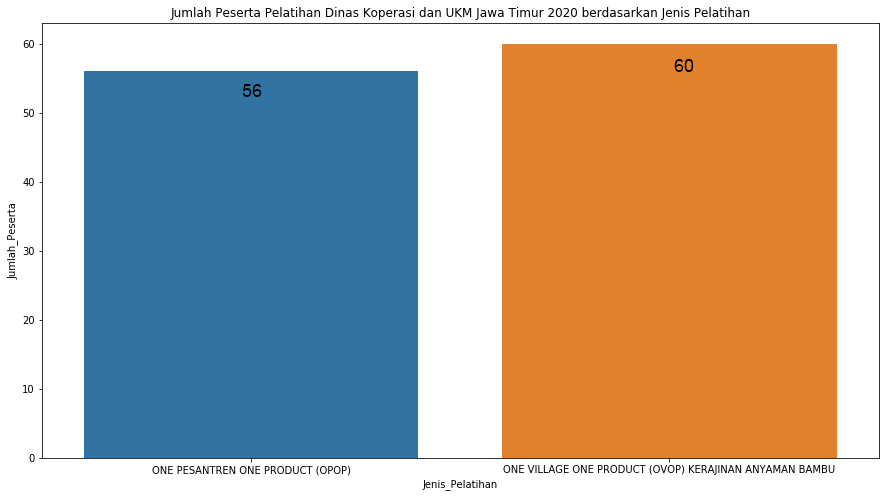 Jumlah Peserta Pelatihan Dinas Koperasi dan UKM Jawa Timur 2020 berdasarkan Jenis Pelatihan
60
50
40
30
20
10
0
Jumlah_Peserta
56
60
ONE PESANTREN ONE PRODUCT (OPOP)
ONE VILLAGE ONE PRODUCT (OVOP) KERAJINAN ANYAMAN BAMBU
Jenis_Pelatihan